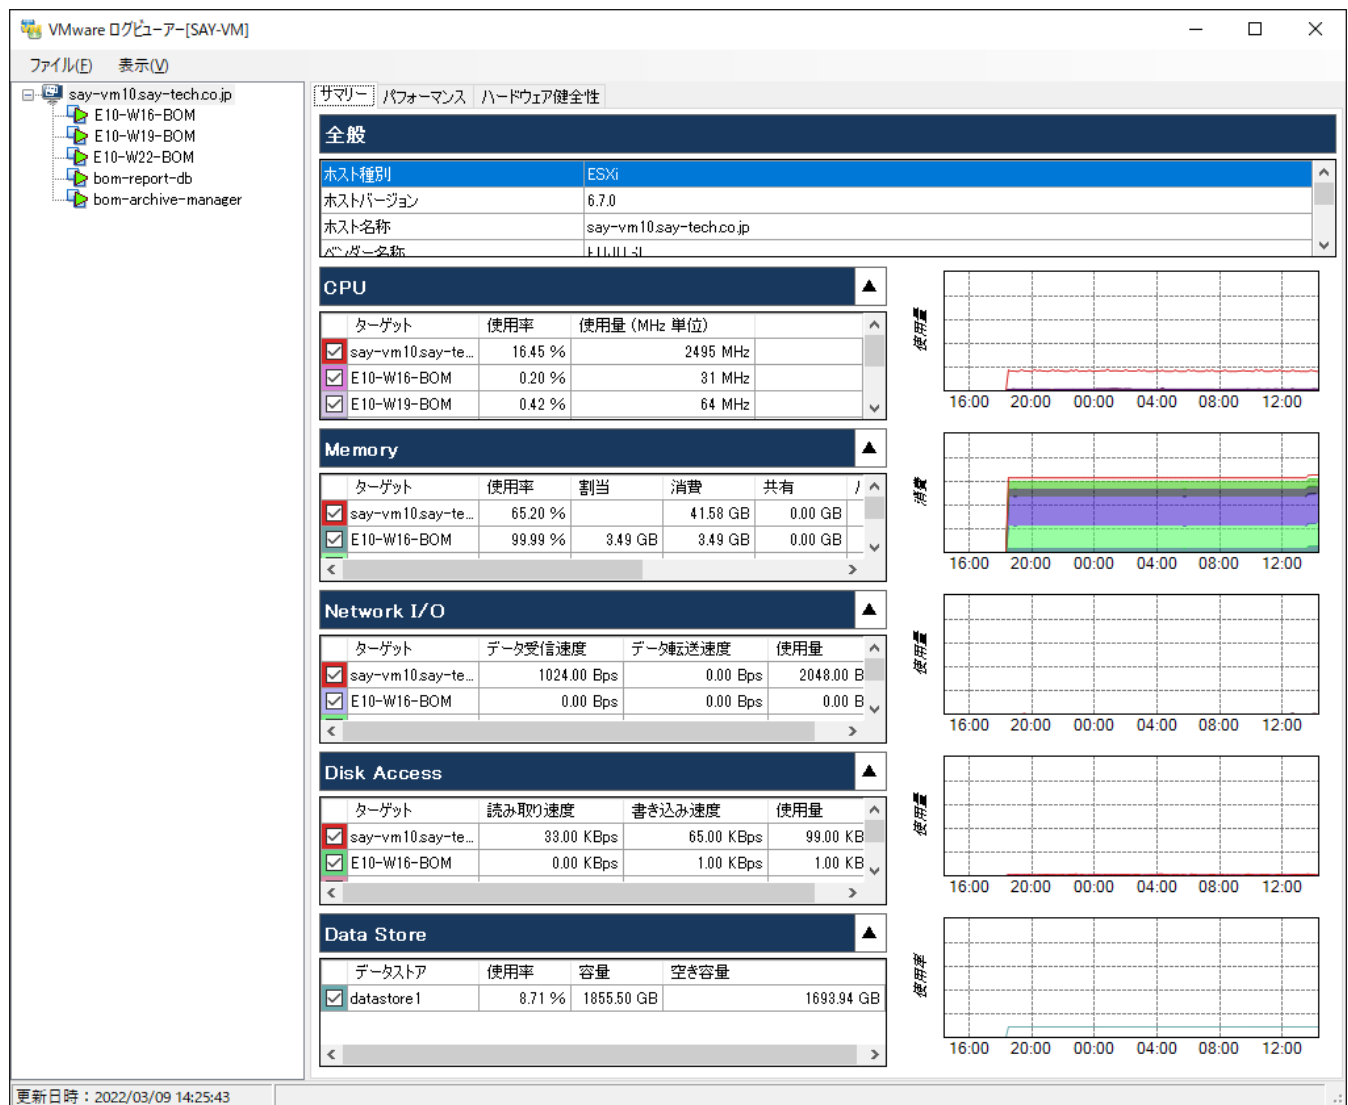 VMware ログビューアー[SAY-VM]
ファイル(F) 表示(V)
say-vm10.say-tech.co.jp
E10-W16-BOM
E10-W19-BOM
E10-W22-BOM
bom-report-db
bom-archive-manager
サマリー パフォーマンス ハードウェア健全性
全般
ホスト種別 ESXi
ホストバージョン 6.7.0
ホスト名称 say-vm10.say-tech.co.jp
ベンダー名称
CPU
ターゲット 使用率 使用量 (MHz 単位)
say-vm10.say-te... 16.45 % 2495 MHz
E10-W16-BOM 0.20 % 31 MHz
E10-W19-BOM 0.42 % 64 MHz
使用量
16:00 20:00 00:00 04:00 08:00 12:00
Memory
ターゲット 使用率 割当 消費 共有
say-vm10.say-te... 65.20 % 41.58 GB 0.00 GB
E10-W16-BOM 99.99 % 3.49 GB 3.49 GB 0.00 GB
消費
16:00 20:00 00:00 04:00 08:00 12:00
Network I/O
ターゲット データ受信速度 データ転送速度 使用量
say-vm10.say-te... 1024.00 Bps 0.00 Bps 2048.00 B
E10-W16-BOM 0.00 Bps 0.00 Bps 0.00 B
使用量
16:00 20:00 00:00 04:00 08:00 12:00
Disk Access
ターゲット 読み取り速度 書き込み速度 使用量
say-vm10.say-te... 33.00 KBps 65.00 KBps 99.00 KB
E10-W16-BOM 0.00 KBps 1.00 KBps 1.00 KB
使用量
16:00 20:00 00:00 04:00 08:00 12:00
Data Store
データストア 使用率 容量 空き容量
datastore1 8.71 % 1855.50 GB 1693.94 GB
使用率
16:00 20:00 00:00 04:00 08:00 12:00
更新日時：2022/03/09 14:25:43